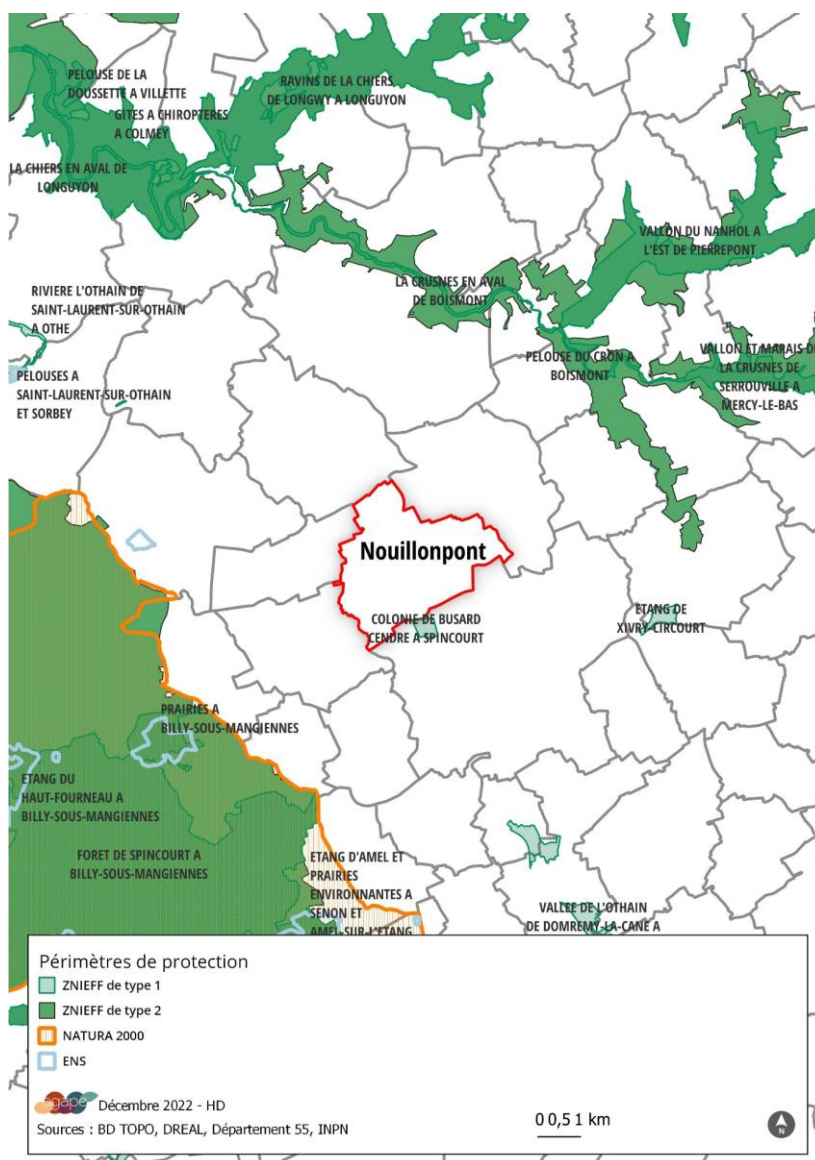 PELOUSE DE LA
DOUSSETTE A VILLETTE
RAVINS DE LA CHIERS
DE LONGWY A LONGUYON
GITES A CHIROPTERES
A COLMEY
LA CHIERS EN AVAL DE
LONGUYON
VALLON DU NANHOL A
L'EST DE PIERREPONT
LA CRUSNES EN AVAL
DE BOISMONT
RIVIERE L'OTHAIN DE
SAINT-LAURENT-SUR-OTHAIN
A OTHE
PELOUSE DU CRON A
BOISMONT
VALLON ET MARAIS DE
LA CRUSNES DE
SERROUVILLE A
MERCY-LE-BAS
PELOUSES A
SAINT-LAURENT-SUR-OTHAIN
ET SORBEY
Nouillonpont
COLONIE DE BUSARD
CENDRE A SPINCOURT
ETANG DE
XIVRY-CIRCOURT
PRAIRIES A
BILLY-SOUS-MANGIENNES
ETANG DU
HAUT-FOURNEAU A
BILLY-SOUS-MANGIENNES
FORET DE SPINCOURT A
BILLY-SOUS-MANGIENNES
ETANG D'AMEL ET
PRAIRIES
ENVIRONNANTES A
SENON ET
AMEL-SUR-L'ETANG
VALLEE DE L'OTHAIN
DE DOMREMY-LA-CANE A
Périmètres de protection
ZNIEFF de type 1
ZNIEFF de type 2
NATURA 2000
ENS
agape Décembre 2022 - HD
Sources : BD TOPO, DREAL, Département 55, INPN
0 0,5 1 km
N